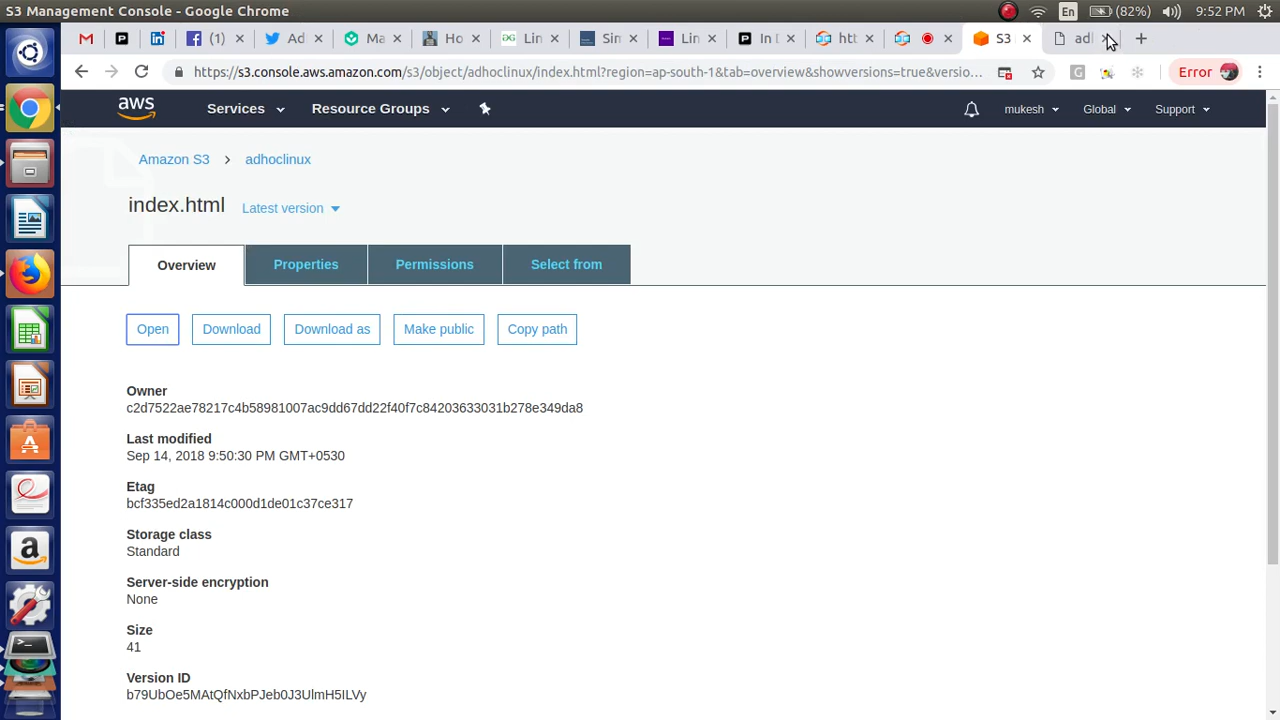 S3 Management Console - Google Chrome
En
(82%)
9:52 PM
(1)
Ad
Ma
Ho
Lin
Sim
Lin
In D
htt
S3
adl
https://s3.console.aws.amazon.com/s3/object/adhoclinux/index.html?region=ap-south-1&tab=overview&showversions=true&versio...
Error
aws
Services
Resource Groups
mukesh
Global
Support
Amazon S3 > adhoclinux
index.html
Latest version
Overview
Properties
Permissions
Select from
Open
Download
Download as
Make public
Copy path
Owner
c2d7522ae78217c4b58981007ac9dd67dd22f40f7c84203633031b278e349da8
Last modified
Sep 14, 2018 9:50:30 PM GMT+0530
Etag
bcf335ed2a1814c000d1de01c37ce317
Storage class
Standard
Server-side encryption
None
Size
41
Version ID
b79UbOe5MAtQfNxbPJeb0J3UlmH5ILVy